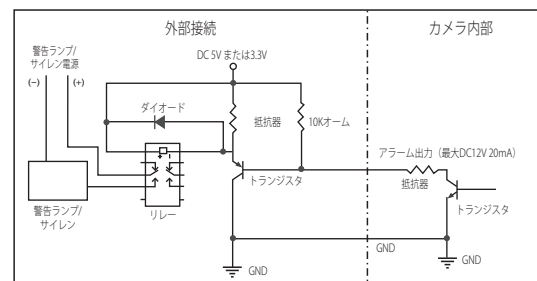 外部接続
カメラ内部
警告ランプ/
サイレン電源
(−)
(+)
DC 5V または3.3V
ダイオード
抵抗器
10Kオーム
アラーム出力（最大DC12V 20mA）
抵抗器
トランジスタ
トランジスタ
警告ランプ/
サイレン
リレー
GND
GND
GND